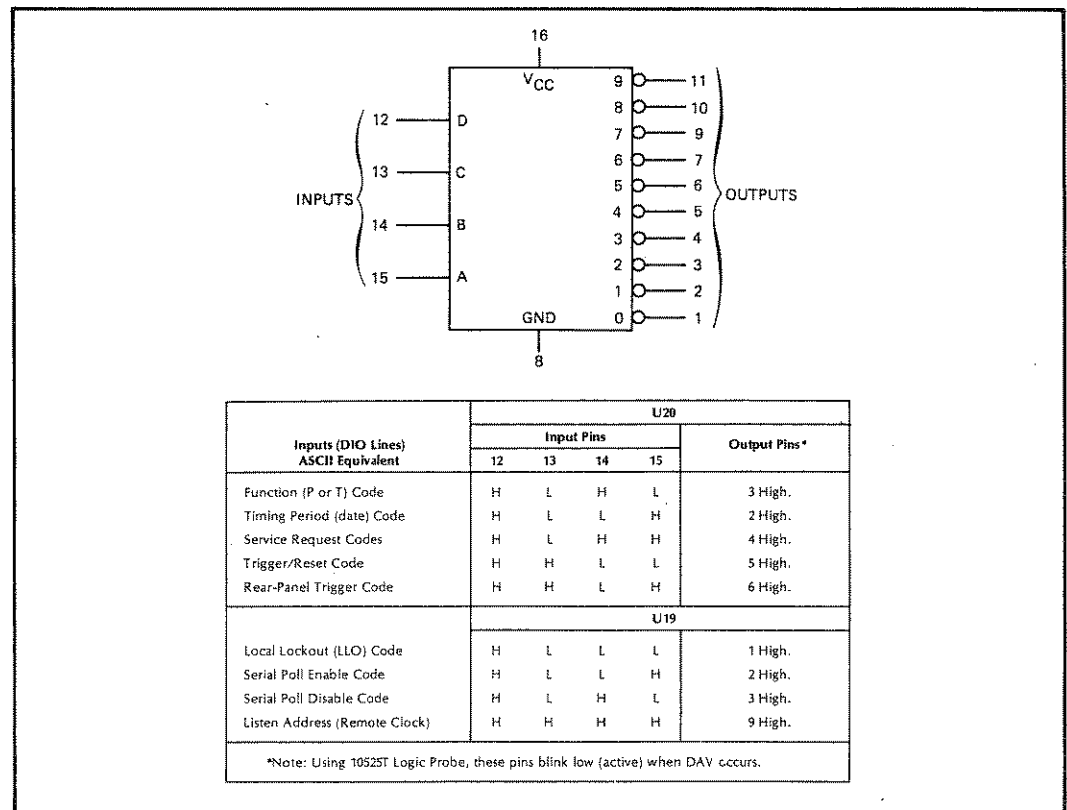 16
VCC
INPUTS
12 D
13 C
14 B
15 A
9 11
8 10
7 9
6 7
5 6
4 5
3 4
2 3
1 2
0 1
OUTPUTS
GND
8
U20
Inputs (DIO Lines)
ASCII Equivalent
Input Pins
Output Pins*
12 13 14 15
Function (P or T) Code H L H L 3 High.
Timing Period (date) Code H L L H 2 High.
Service Request Codes H L H H 4 High.
Trigger/Reset Code H H L L 5 High.
Rear-Panel Trigger Code H H L H 6 High.
U19
Local Lockout (LLO) Code H L L L 1 High.
Serial Poll Enable Code H L L H 2 High.
Serial Poll Disable Code H L H L 3 High.
Listen Address (Remote Clock) H H H H 9 High.
*Note: Using 10525T Logic Probe, these pins blink low (active) when DAV occurs.